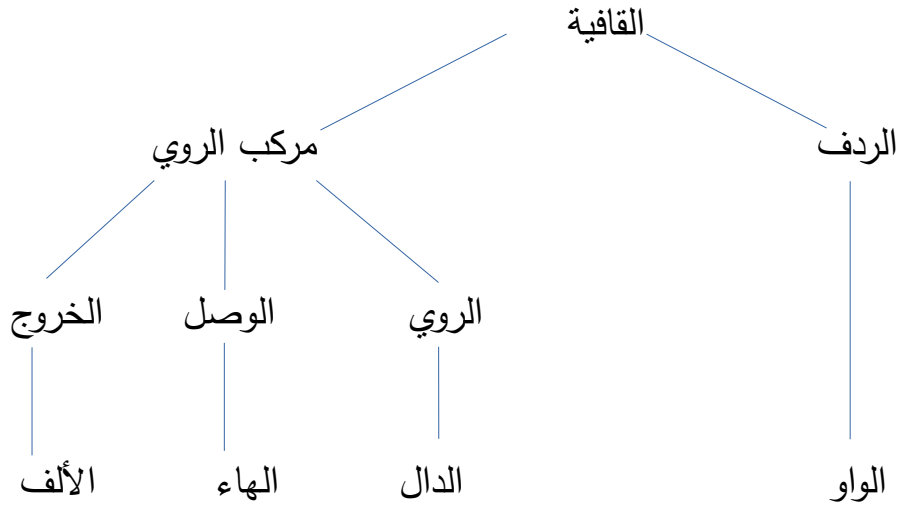 القافية
الردف
مركب الروي
الروي
الوصل
الخروج
الواو
الدال
الهاء
الألف